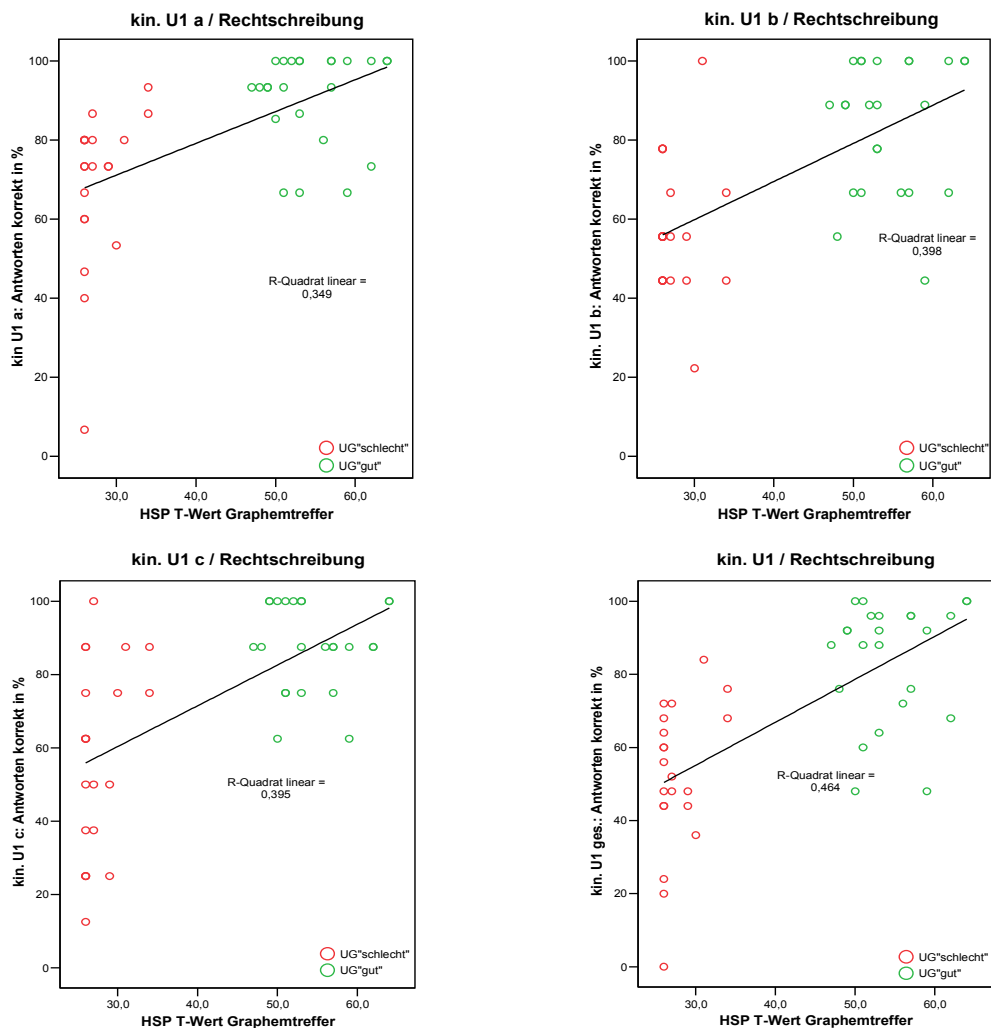 kin. U1 a / Rechtschreibung
kin U1 a: Antworten korrekt in %
100
80
60
40
20
0
R-Quadrat linear =
0,349
UG"schlecht"
UG"gut"
30,0 40,0 50,0 60,0
HSP T-Wert Graphemtreffer
kin. U1 b / Rechtschreibung
kin. U1 b: Antworten korrekt in %
100
80
60
40
20
0
R-Quadrat linear =
0,398
UG"schlecht"
UG"gut"
30,0 40,0 50,0 60,0
HSP T-Wert Graphemtreffer
kin. U1 c / Rechtschreibung
kin. U1 c: Antworten korrekt in %
100
80
60
40
20
0
R-Quadrat linear =
0,395
UG"schlecht"
UG"gut"
30,0 40,0 50,0 60,0
HSP T-Wert Graphemtreffer
kin. U1 / Rechtschreibung
kin. U1 ges.: Antworten korrekt in %
100
80
60
40
20
0
R-Quadrat linear =
0,464
UG"schlecht"
UG"gut"
30,0 40,0 50,0 60,0
HSP T-Wert Graphemtreffer